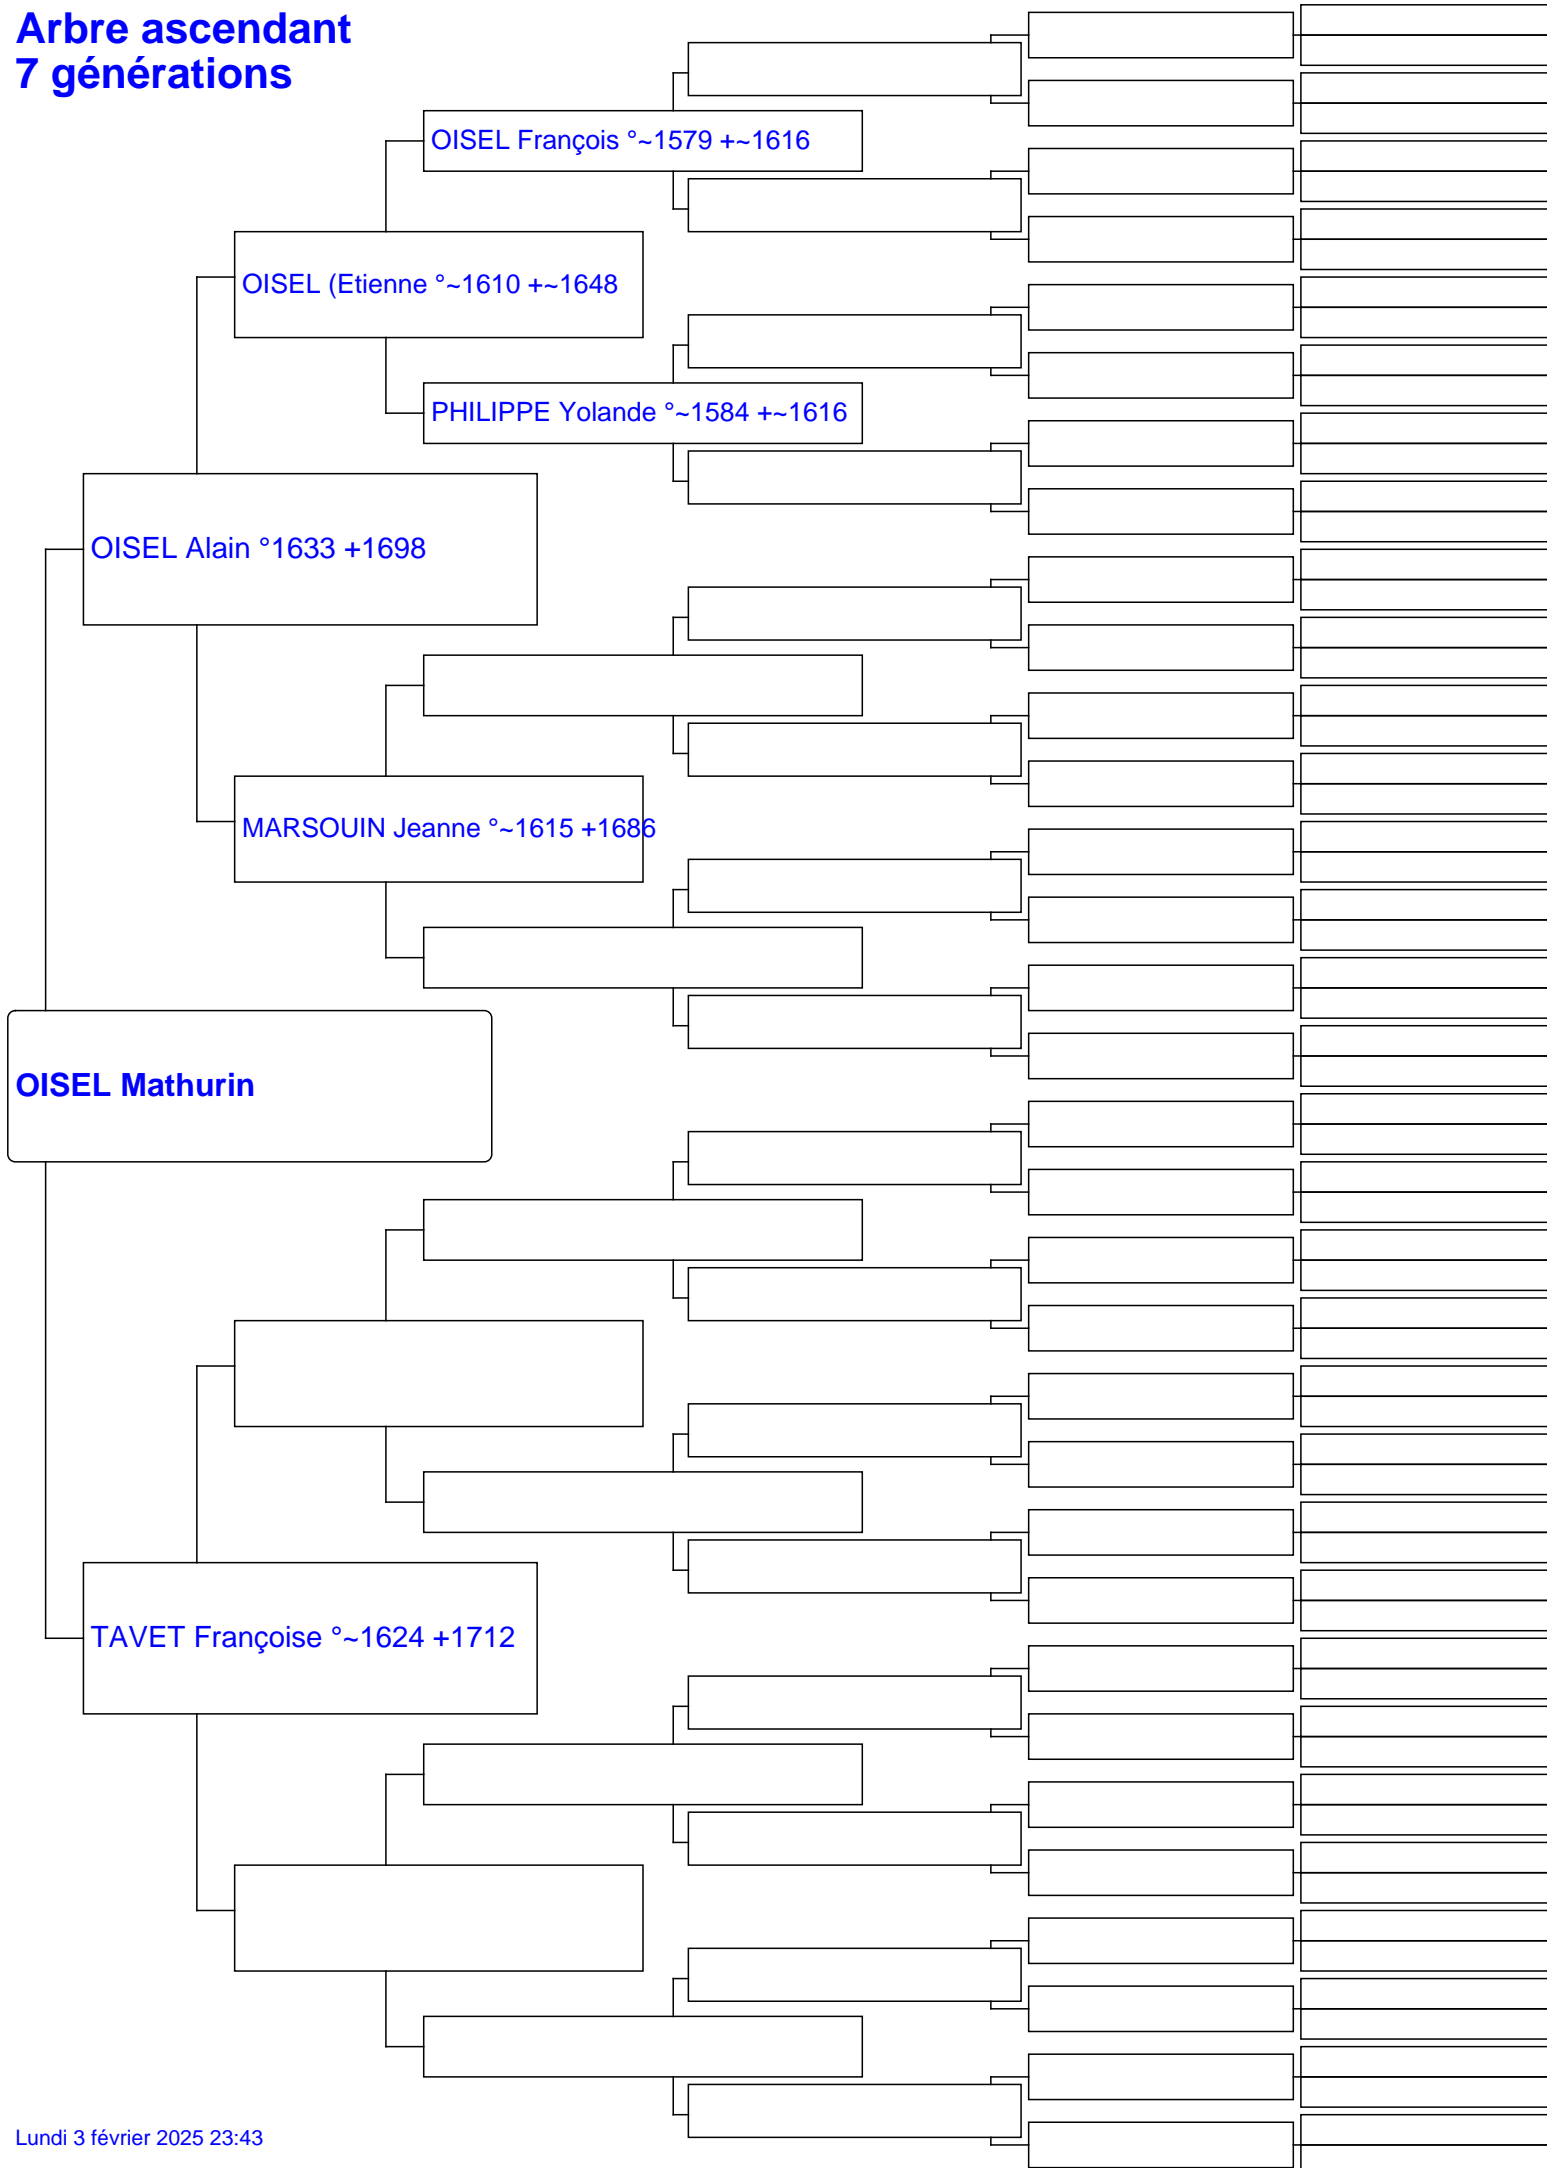 Arbre ascendant
7 générations
OISEL François °~1579 +~1616
OISEL (Etienne °~1610 +~1648
PHILIPPE Yolande °~1584 +~1616
OISEL Alain °1633 +1698
MARSOUIN Jeanne °~1615 +1686
OISEL Mathurin
TAVET Françoise °~1624 +1712
Lundi 3 février 2025 23:43